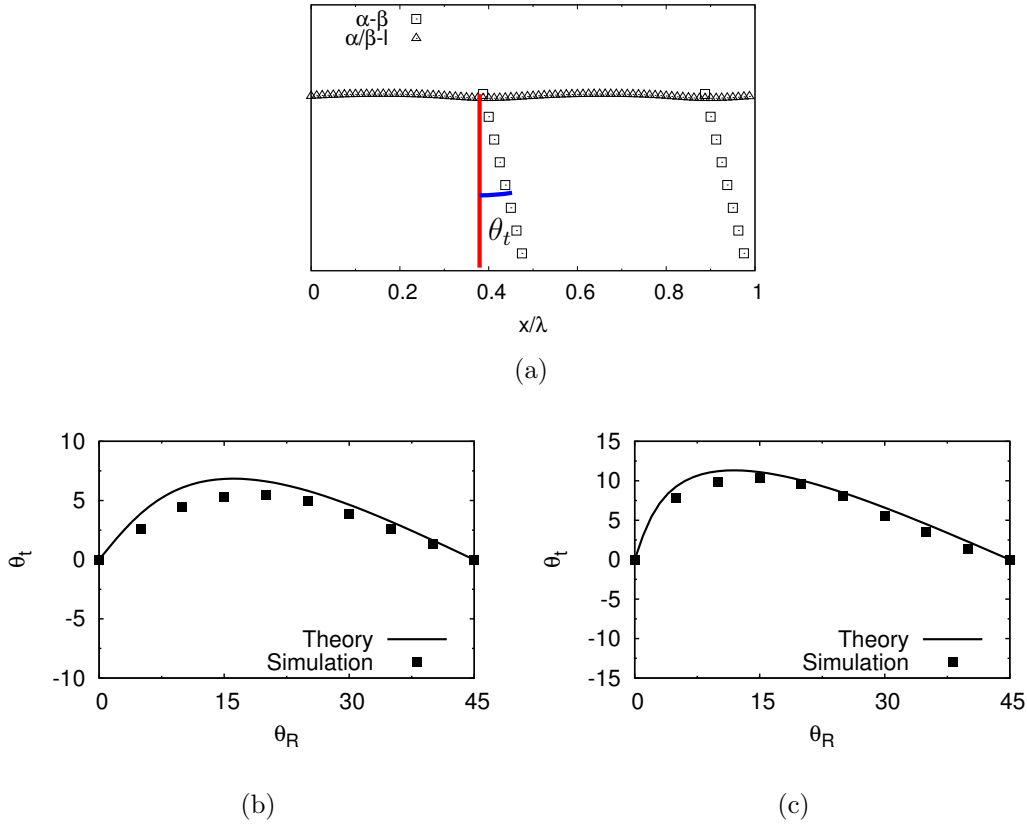 α-β
α/β-l
θt
0 0.2 0.4 0.6 0.8 1
x/λ
(a)
10
5
0
-5
-10
θt
Theory
Simulation
0 15 30 45
θR
(b)
15
10
5
0
-5
-10
-15
θt
Theory
Simulation
0 15 30 45
θR
(c)